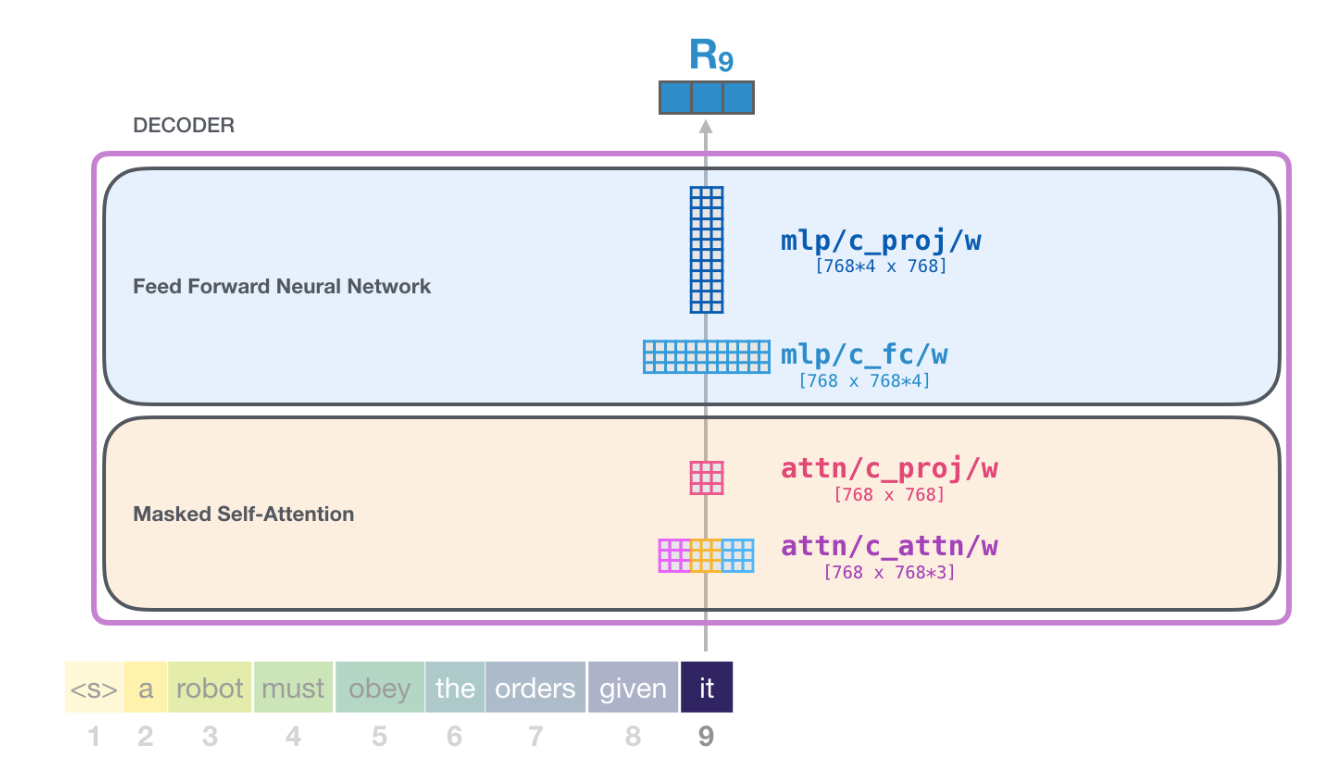 R9
DECODER
mlp/c_proj/w
[768*4 x 768]
Feed Forward Neural Network
mlp/c_fc/w
[768 x 768*4]
attn/c_proj/w
[768 x 768]
Masked Self-Attention
attn/c_attn/w
[768 x 768*3]
<s> a robot must obey the orders given it
1 2 3 4 5 6 7 8 9